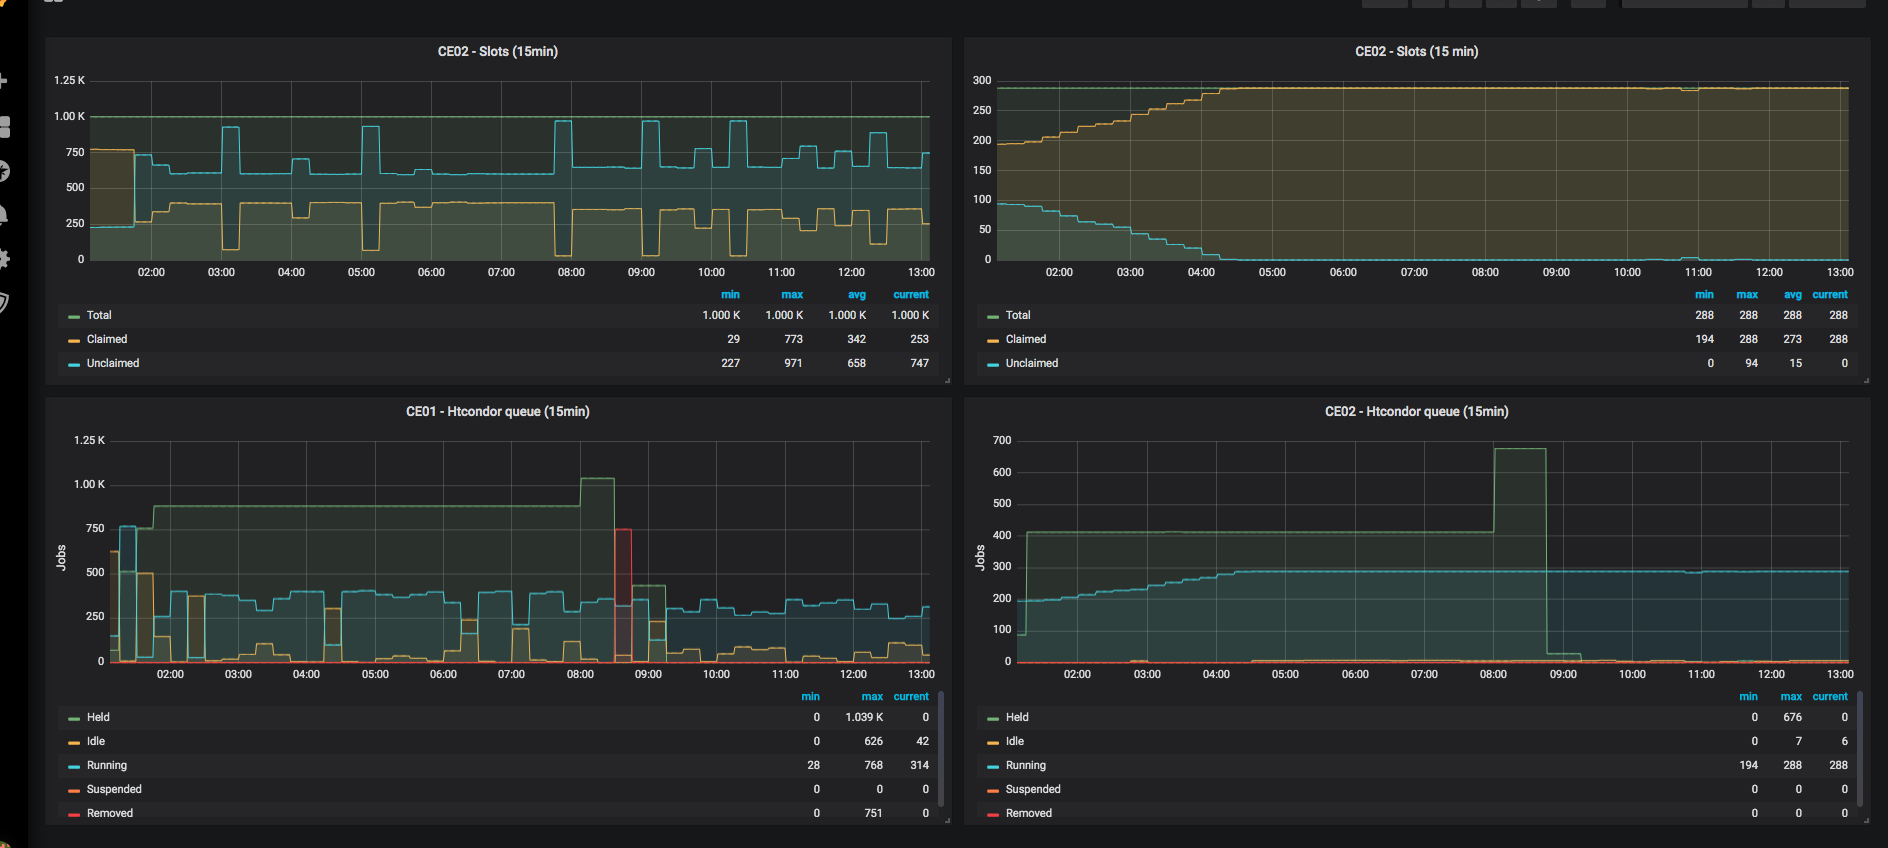 CE02 - Slots (15min)
1.25 K
1.00 K
750
500
250
0
02:00 03:00 04:00 05:00 06:00 07:00 08:00 09:00 10:00 11:00 12:00 13:00
min max avg current
Total 1.000 K 1.000 K 1.000 K 1.000 K
Claimed 29 773 342 253
Unclaimed 227 971 658 747
CE02 - Slots (15 min)
300
250
200
150
100
50
0
02:00 03:00 04:00 05:00 06:00 07:00 08:00 09:00 10:00 11:00 12:00 13:00
min max avg current
Total 288 288 288 288
Claimed 194 288 273 288
Unclaimed 0 94 15 0
CE01 - Htcondor queue (15min)
Jobs
1.25 K
1.00 K
750
500
250
0
02:00 03:00 04:00 05:00 06:00 07:00 08:00 09:00 10:00 11:00 12:00 13:00
min max current
Held 0 1.039 K 0
Idle 0 626 42
Running 28 768 314
Suspended 0 0 0
Removed 0 751 0
CE02 - Htcondor queue (15min)
Jobs
700
600
500
400
300
200
100
0
02:00 03:00 04:00 05:00 06:00 07:00 08:00 09:00 10:00 11:00 12:00 13:00
min max current
Held 0 676 0
Idle 0 7 6
Running 194 288 288
Suspended 0 0 0
Removed 0 0 0